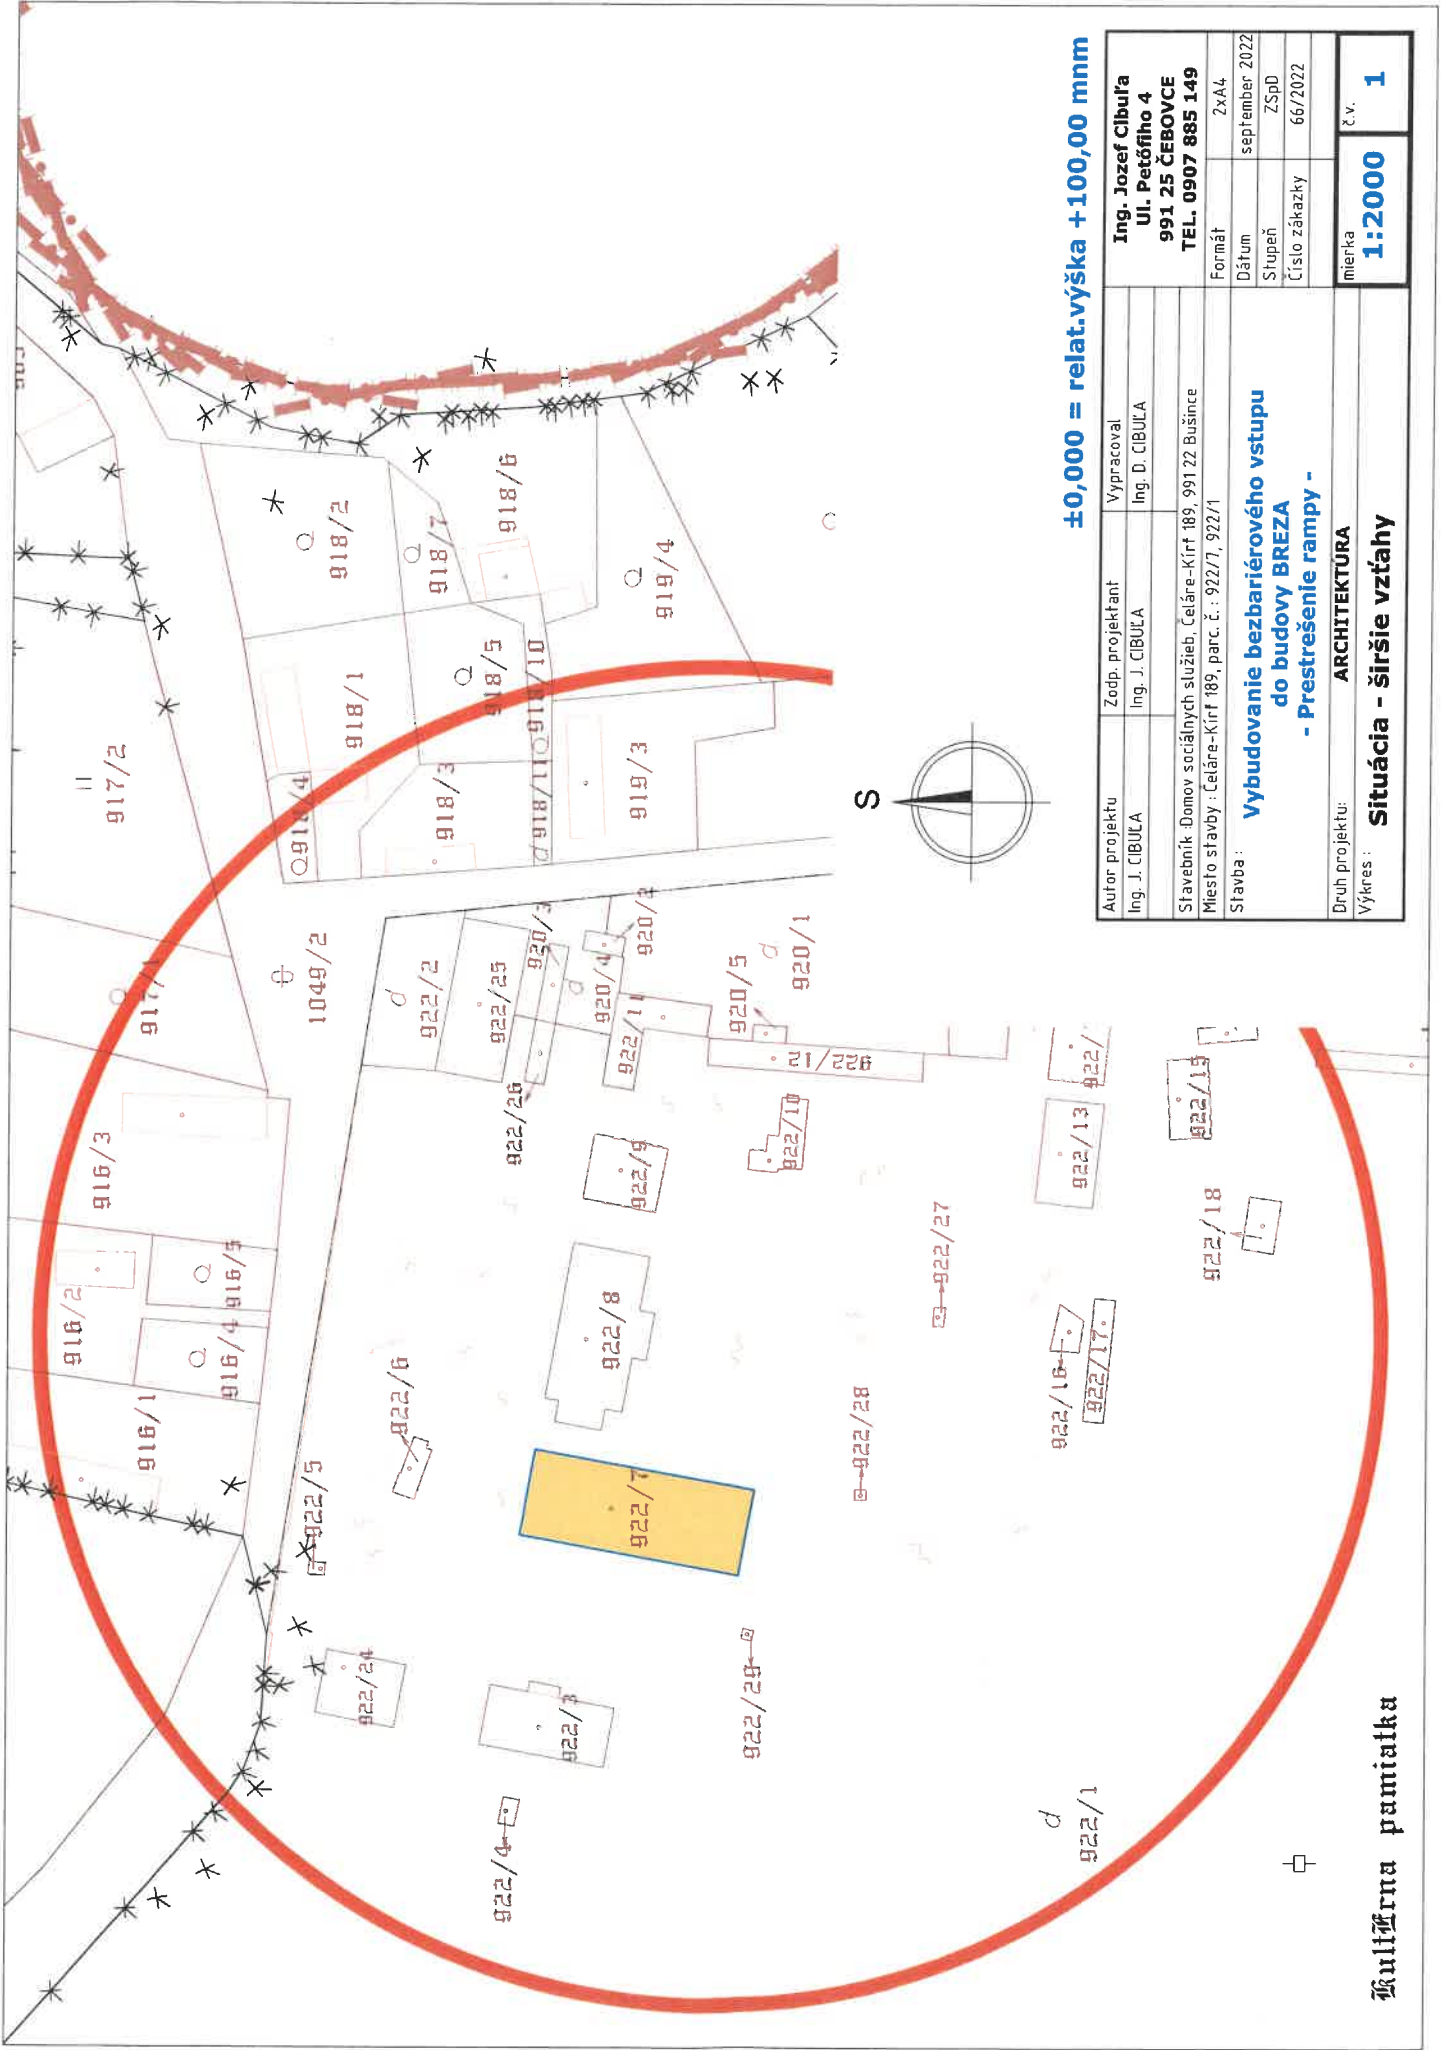 ±0,000 = relat.výška +100,00 mnm
Autor projektu
Zodp. projektant
Vypracoval
Ing. J. CIBUĽA
Ing. J. CIBUĽA
Ing. D. CIBUĽA
Ing. Jozef Cibuľa
Ul. Petőfiho 4
991 25 ČEBOVCE
TEL. 0907 885 149
Stavebník : Domov sociálnych služieb, Čeláre-Kírť 189, 991 22 Bušince
Miesto stavby : Čeláre-Kírť 189, parc. č. : 922/7, 922/1
Formát 2xA4
Dátum september 2022
Stupeň ZSpD
Číslo zákazky 66/2022
Stavba :
Vybudovanie bezbariérového vstupu
do budovy BREZA
- Prestrešenie rampy -
Druh projektu: ARCHITEKTÚRA
Výkres : Situácia - širšie vzťahy
mierka
1:2000
č.v.
1
S
917/2
917/1
1049/2
916/3
916/2
916/5
916/4
916/1
918/2
918/7
918/6
918/1
918/5
918/10
918/4
918/3
918/11
919/4
919/3
922/2
922/25
920/3
920/4
920/2
920/5
920/1
922/11
922/12
922/26
922/9
922/10
922/8
922/6
922/5
922/7
922/24
922/3
922/4
922/29
922/28
922/27
922/13
922/
922/15
922/18
922/16
922/17
922/1
KultĚrna pamiatka